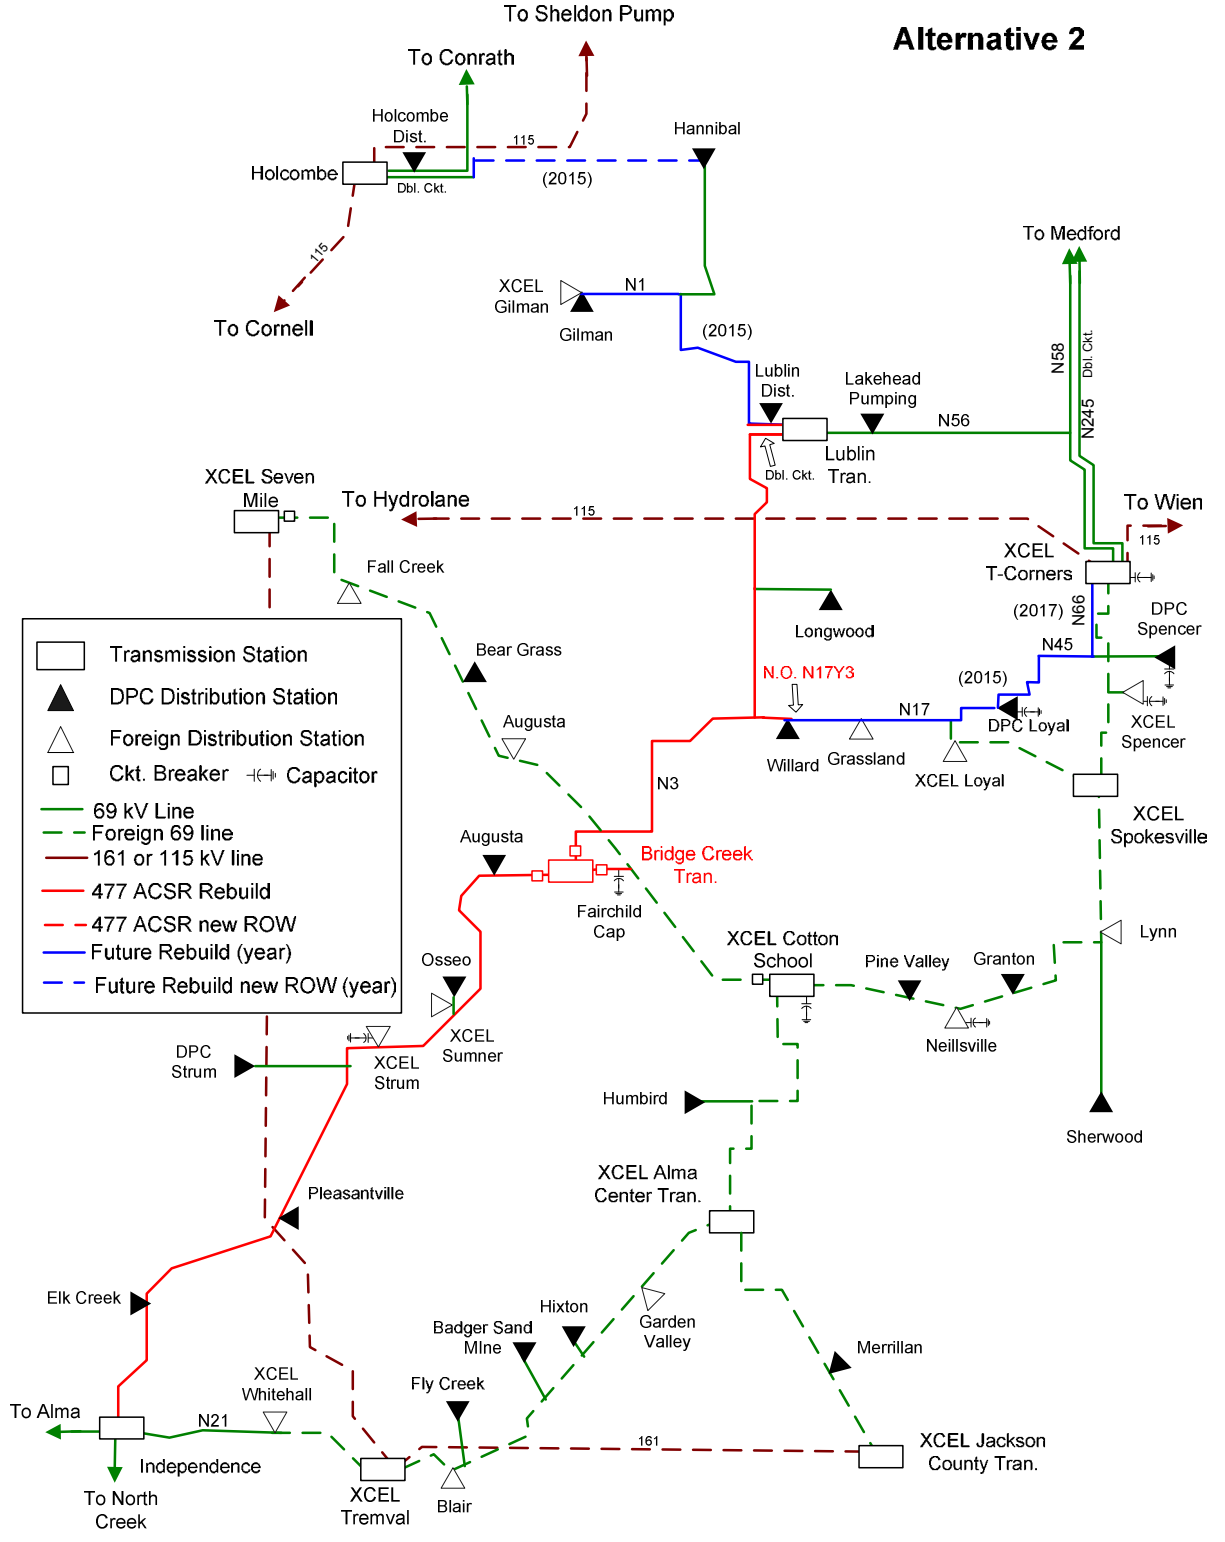 To Sheldon Pump
Alternative 2
To Conrath
Holcombe
Dist.
115
Hannibal
Holcombe
Dbl. Ckt.
(2015)
115
To Cornell
XCEL
Gilman
N1
Gilman
(2015)
To Medford
N58
Dbl. Ckt.
N245
Lublin
Dist.
Lakehead
Pumping
N56
Lublin
Tran.
Dbl. Ckt.
XCEL Seven
Mile
To Hydrolane
115
To Wien
115
XCEL
T-Corners
Fall Creek
(2017)
N66
DPC
Spencer
Longwood
N45
Transmission Station
DPC Distribution Station
Foreign Distribution Station
Ckt. Breaker
Capacitor
69 kV Line
Foreign 69 line
161 or 115 kV line
477 ACSR Rebuild
477 ACSR new ROW
Future Rebuild (year)
Future Rebuild new ROW (year)
Bear Grass
N.O. N17Y3
(2015)
Augusta
N17
DPC Loyal
XCEL
Spencer
Willard
Grassland
XCEL Loyal
N3
XCEL
Spokesville
Augusta
Bridge Creek
Tran.
Fairchild
Cap
XCEL Cotton
School
Lynn
Osseo
Pine Valley
Granton
XCEL
Sumner
Neillsville
DPC
Strum
XCEL
Strum
Humbird
Sherwood
XCEL Alma
Center Tran.
Pleasantville
Elk Creek
Hixton
Garden
Valley
Badger Sand
MIne
Merrillan
XCEL
Whitehall
Fly Creek
To Alma
N21
161
XCEL Jackson
County Tran.
Independence
XCEL
Tremval
Blair
To North
Creek